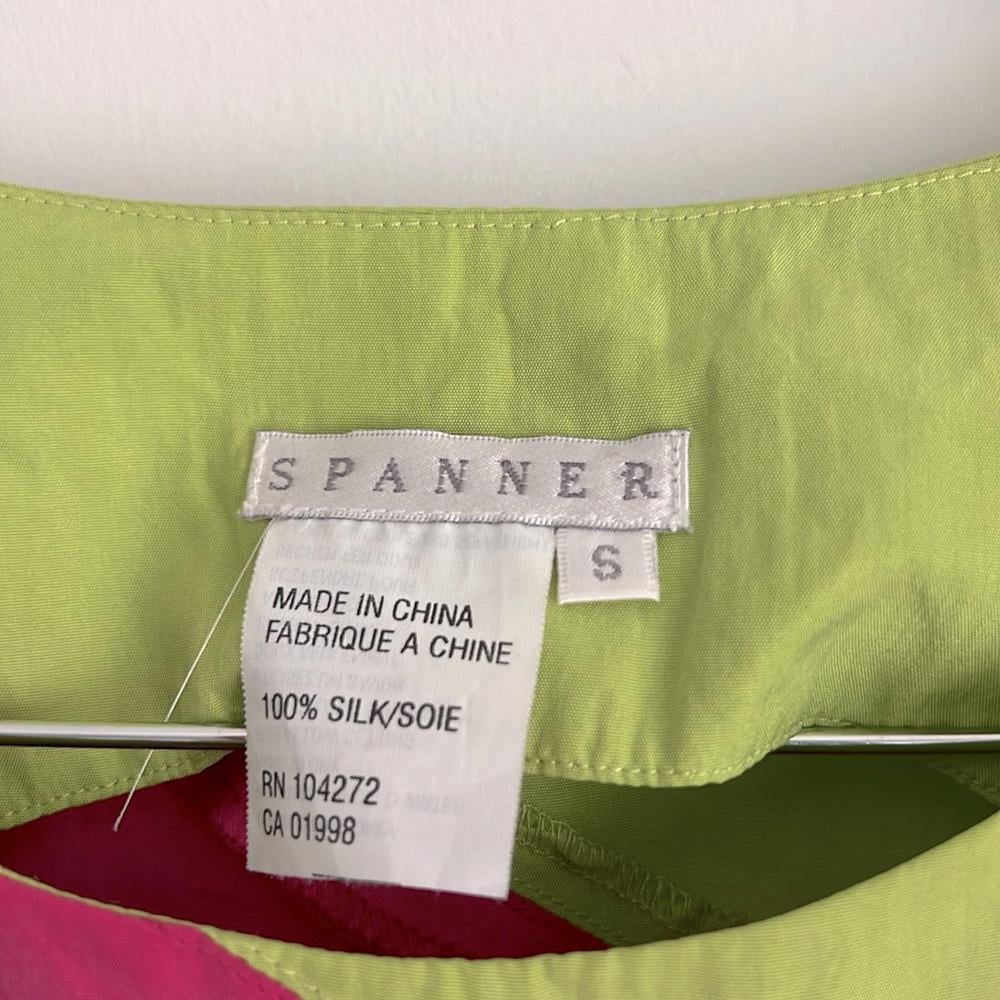 SPANNER
S
MADE IN CHINA
FABRIQUE A CHINE
100% SILK/SOIE
RN 104272
CA 01998